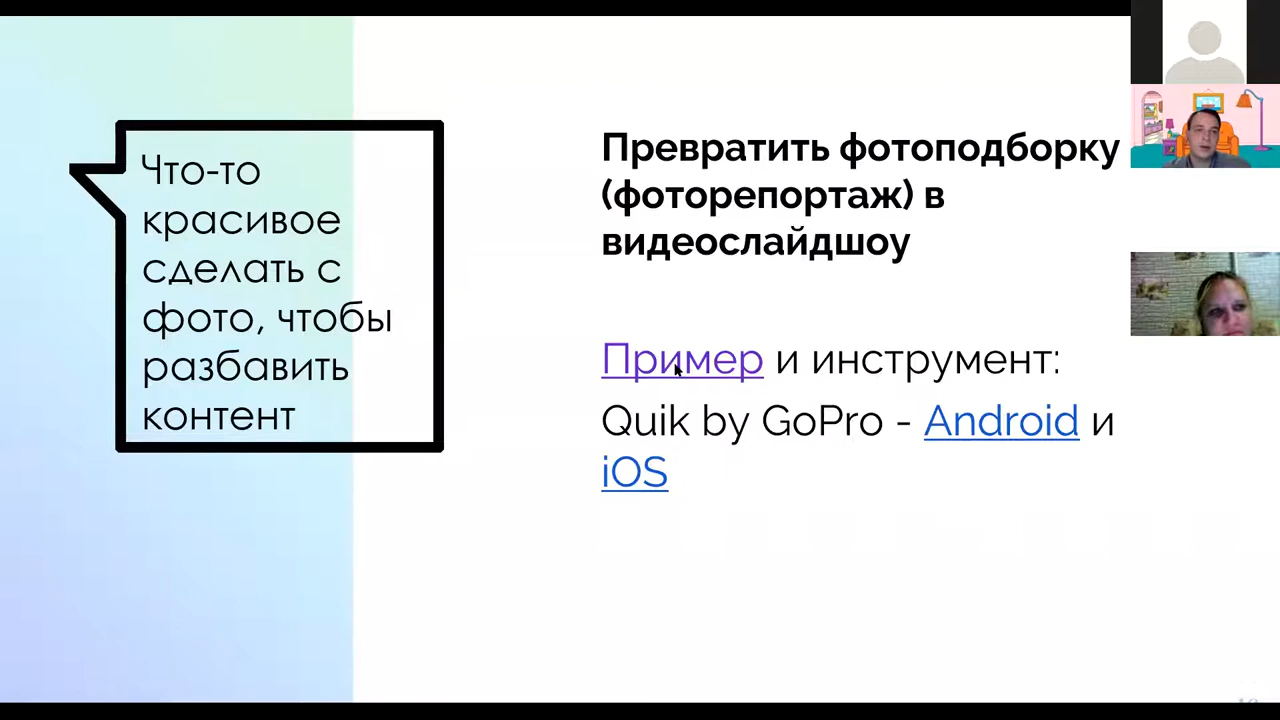 Что-то
красивое
сделать с
фото, чтобы
разбавить
контент
Превратить фотоподборку
(фоторепортаж) в
видеослайдшоу
Пример и инструмент:
Quik by GoPro - Android и
iOS